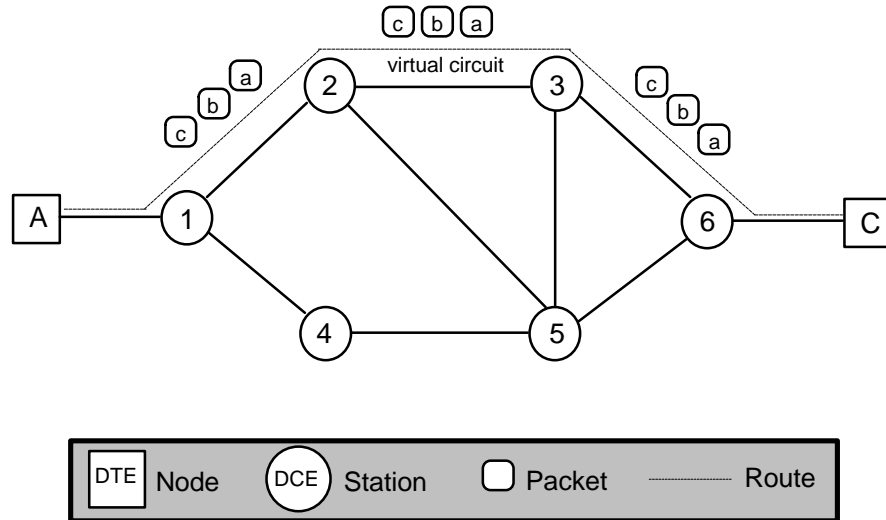 c b a
virtual circuit
a
b
c
c
b
a
2
3
A
1
6
C
4
5
DTE Node DCE Station Packet Route